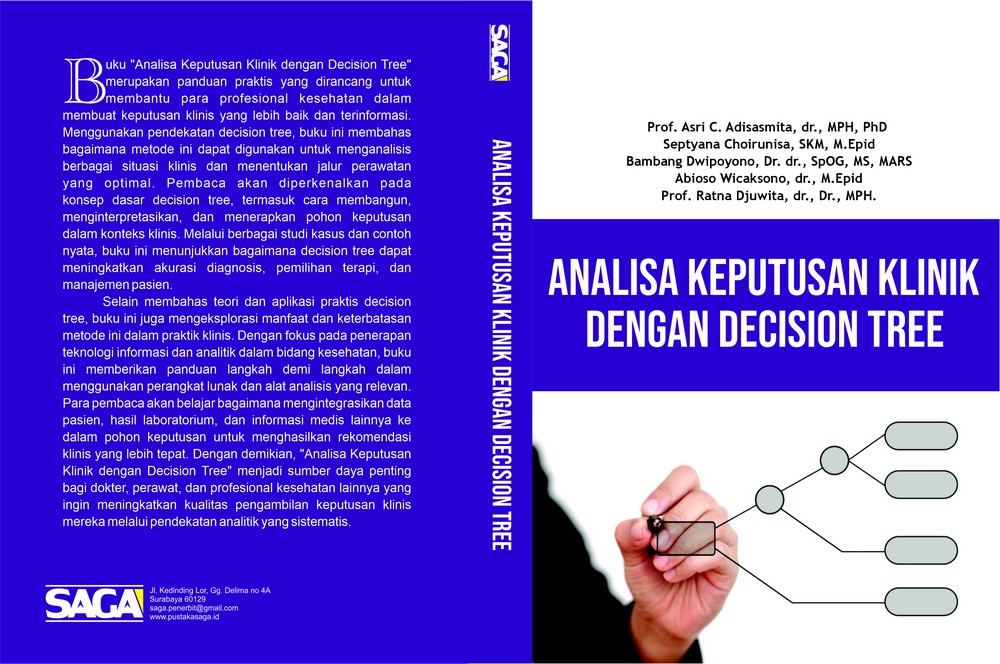 Buku "Analisa Keputusan Klinik dengan Decision Tree"
merupakan panduan praktis yang dirancang untuk
membantu para profesional kesehatan dalam
membuat keputusan klinis yang lebih baik dan terinformasi.
Menggunakan pendekatan decision tree, buku ini membahas
bagaimana metode ini dapat digunakan untuk menganalisis
berbagai situasi klinis dan menentukan jalur perawatan
yang optimal. Pembaca akan diperkenalkan pada
konsep dasar decision tree, termasuk cara membangun,
menginterpretasikan, dan menerapkan pohon keputusan
dalam konteks klinis. Melalui berbagai studi kasus dan contoh
nyata, buku ini menunjukkan bagaimana decision tree dapat
meningkatkan akurasi diagnosis, pemilihan terapi, dan
manajemen pasien.
Selain membahas teori dan aplikasi praktis decision
tree, buku ini juga mengeksplorasi manfaat dan keterbatasan
metode ini dalam praktik klinis. Dengan fokus pada penerapan
teknologi informasi dan analitik dalam bidang kesehatan, buku
ini memberikan panduan langkah demi langkah dalam
menggunakan perangkat lunak dan alat analisis yang relevan.
Para pembaca akan belajar bagaimana mengintegrasikan data
pasien, hasil laboratorium, dan informasi medis lainnya ke
dalam pohon keputusan untuk menghasilkan rekomendasi
klinis yang lebih tepat. Dengan demikian, "Analisa Keputusan
Klinik dengan Decision Tree" menjadi sumber daya penting
bagi dokter, perawat, dan profesional kesehatan lainnya yang
ingin meningkatkan kualitas pengambilan keputusan klinis
mereka melalui pendekatan analitik yang sistematis.
SAGA
Jl. Kedinding Lor, Gg. Delima no 4A
Surabaya 60129
saga.penerbit@gmail.com
www.pustakasaga.id
SAGA
ANALISA KEPUTUSAN KLINIK DENGAN DECISION TREE
Prof. Asri C. Adisasmita, dr., MPH, PhD
Septyana Choirunisa, SKM, M.Epid
Bambang Dwipoyono, Dr. dr., SpOG, MS, MARS
Abioso Wicaksono, dr., M.Epid
Prof. Ratna Djuwita, dr., Dr., MPH.
ANALISA KEPUTUSAN KLINIK
DENGAN DECISION TREE